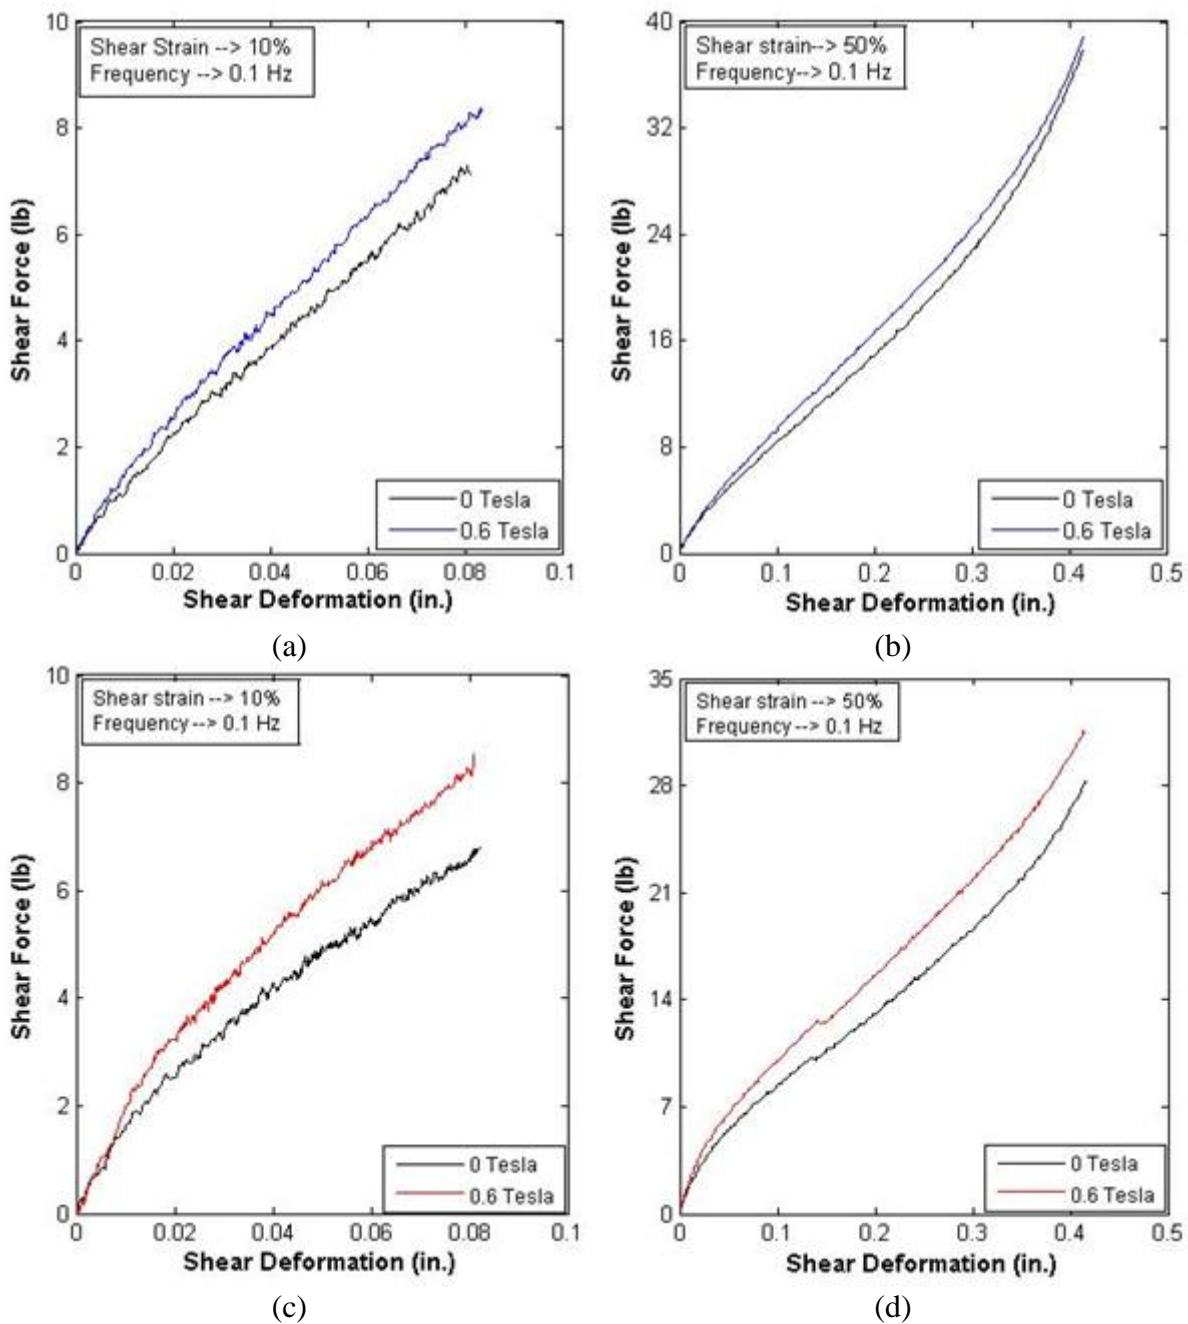 10
8
6
4
2
0
Shear Force (lb)
Shear Strain --> 10%
Frequency --> 0.1 Hz
0 Tesla
0.6 Tesla
0 0.02 0.04 0.06 0.08 0.1
Shear Deformation (in.)
(a)
40
32
24
16
8
0
Shear Force (lb)
Shear strain--> 50%
Frequency--> 0.1 Hz
0 Tesla
0.6 Tesla
0 0.1 0.2 0.3 0.4 0.5
Shear Deformation (in.)
(b)
10
8
6
4
2
0
Shear Force (lb)
Shear strain --> 10%
Frequency --> 0.1 Hz
0 Tesla
0.6 Tesla
0 0.02 0.04 0.06 0.08 0.1
Shear Deformation (in.)
(c)
35
28
21
14
7
0
Shear Force (lb)
Shear strain --> 50%
Frequency --> 0.1 Hz
0 Tesla
0.6 Tesla
0 0.1 0.2 0.3 0.4 0.5
Shear Deformation (in.)
(d)